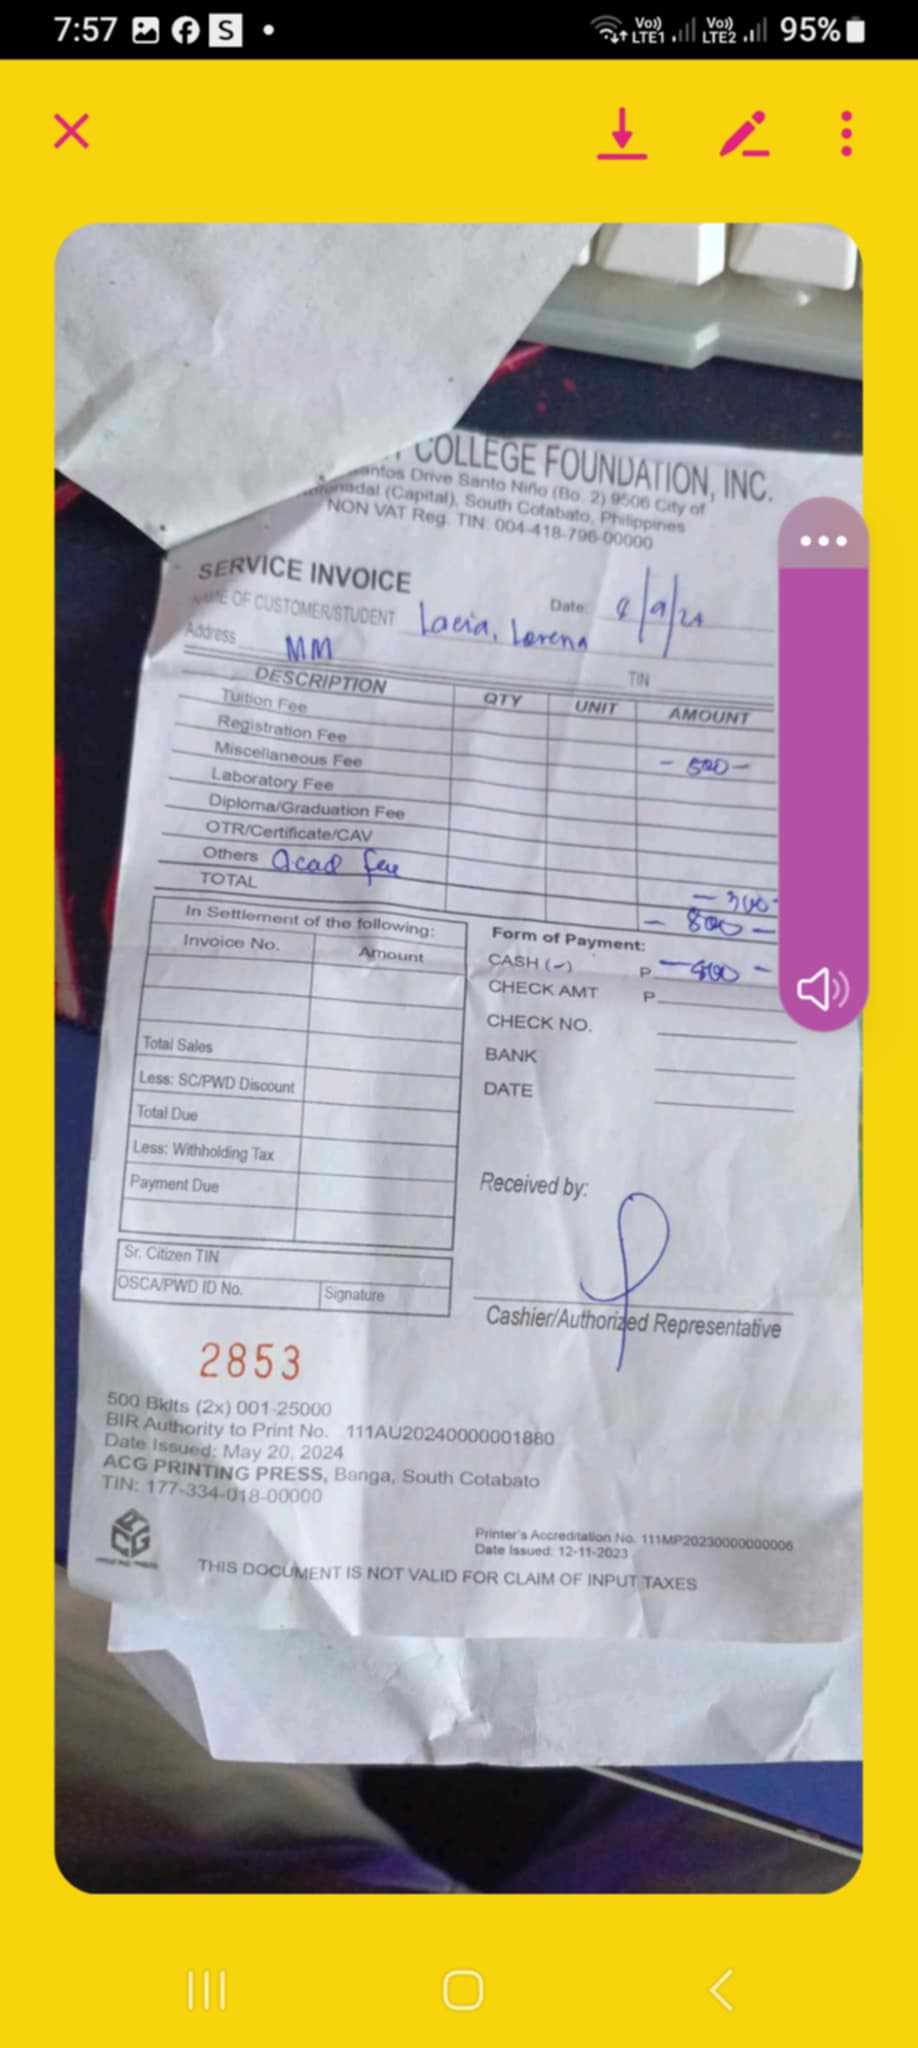 7:57
S
Vo)) LTE1
Vo)) LTE2
95%
COLLEGE FOUNDATION, INC.
Drive Santo Niño (Bo. 2) 9506 City of
(Capital), South Cotabato, Philippines
NON VAT Reg. TIN: 004-418-796-00000
SERVICE INVOICE
Date: 8/9/24
NAME OF CUSTOMER/STUDENT Lacia, Lorena
Address MM
TIN
DESCRIPTION QTY UNIT AMOUNT
Tuition Fee
Registration Fee - 500 -
Miscellaneous Fee
Laboratory Fee
Diploma/Graduation Fee
OTR/Certificate/CAV
Others acad fee - 300 -
TOTAL - 800 -
In Settlement of the following:
Invoice No. Amount
Total Sales
Less: SC/PWD Discount
Total Due
Less: Withholding Tax
Payment Due
Sr. Citizen TIN
OSCA/PWD ID No. Signature
Form of Payment:
CASH (-) P - 800 -
CHECK AMT P
CHECK NO.
BANK
DATE
Received by:
Cashier/Authorized Representative
2853
500 Bklts (2x) 001-25000
BIR Authority to Print No. 111AU20240000001880
Date Issued: May 20, 2024
ACG PRINTING PRESS, Banga, South Cotabato
TIN: 177-334-018-00000
ACG
Printer's Accreditation No. 111MP20230000000006
Date Issued: 12-11-2023
THIS DOCUMENT IS NOT VALID FOR CLAIM OF INPUT TAXES